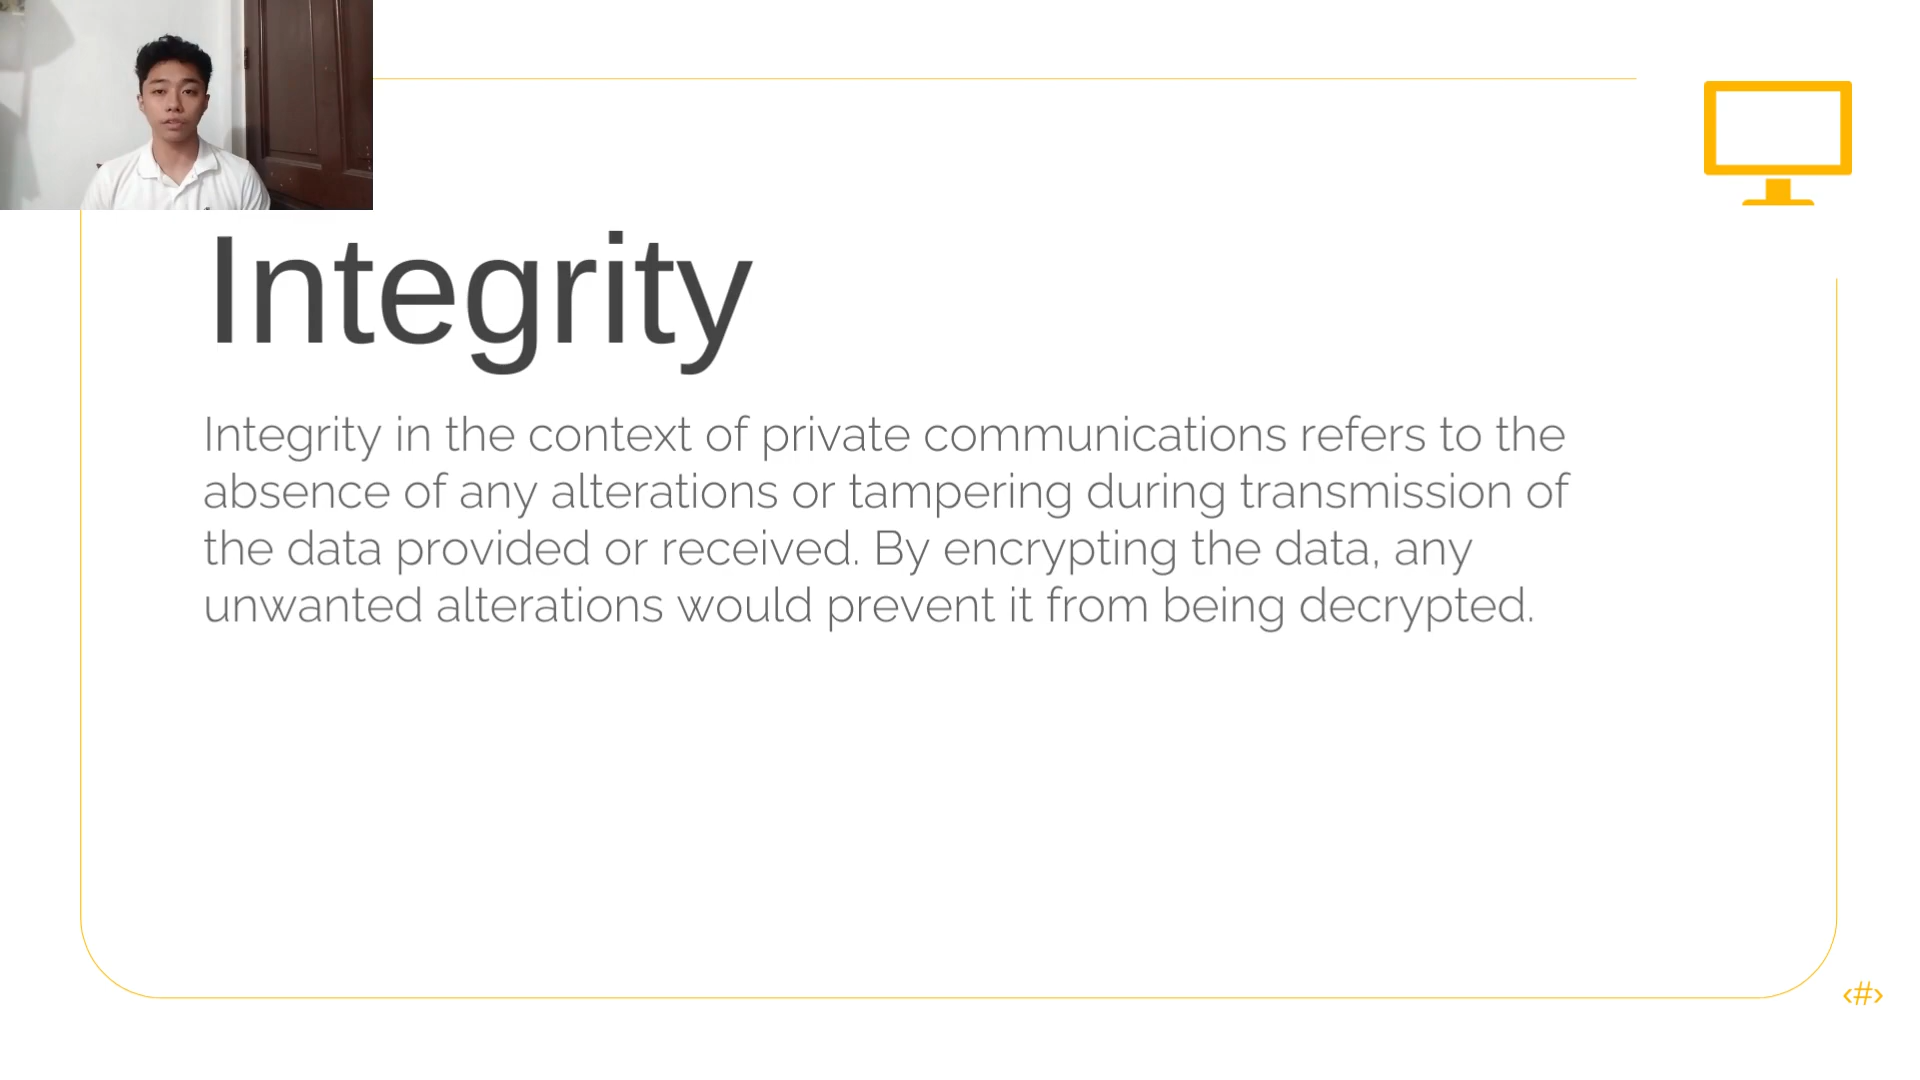 Integrity
Integrity in the context of private communications refers to the
absence of any alterations or tampering during transmission of
the data provided or received. By encrypting the data, any
unwanted alterations would prevent it from being decrypted.
‹#›